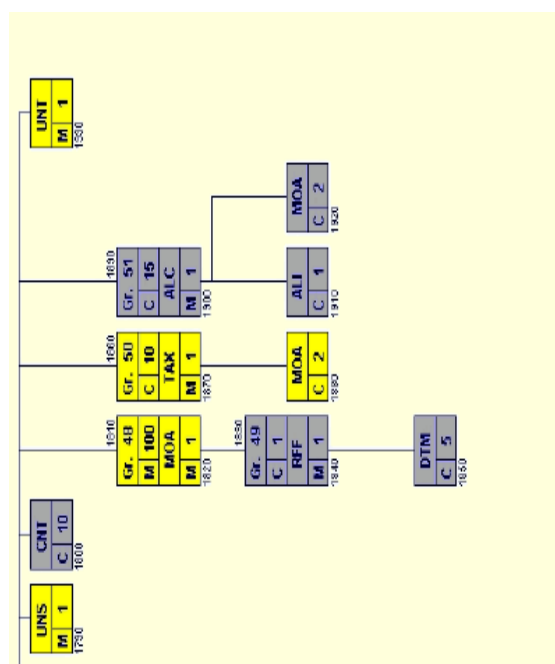 UNS
M 1
1790
CNT
C 10
1800
1810
Gr. 48
M 100
MOA
M 1
1820
1830
Gr. 49
C 1
RFF
M 1
1840
DTM
C 5
1850
1860
Gr. 50
C 10
TAX
M 1
1870
MOA
C 2
1880
1890
Gr. 51
C 15
ALC
M 1
1900
ALI
C 1
1910
MOA
C 2
1920
UNT
M 1
1930